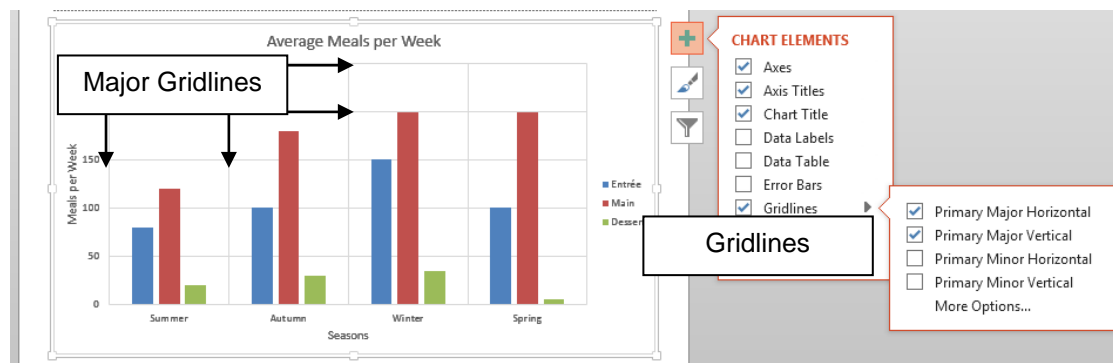 Average Meals per Week
Major Gridlines
Meals per Week
150
100
50
0
Summer Autumn Winter Spring
Seasons
Entrée
Main
Desser
CHART ELEMENTS
Axes
Axis Titles
Chart Title
Data Labels
Data Table
Error Bars
Gridlines
Gridlines
Primary Major Horizontal
Primary Major Vertical
Primary Minor Horizontal
Primary Minor Vertical
More Options...